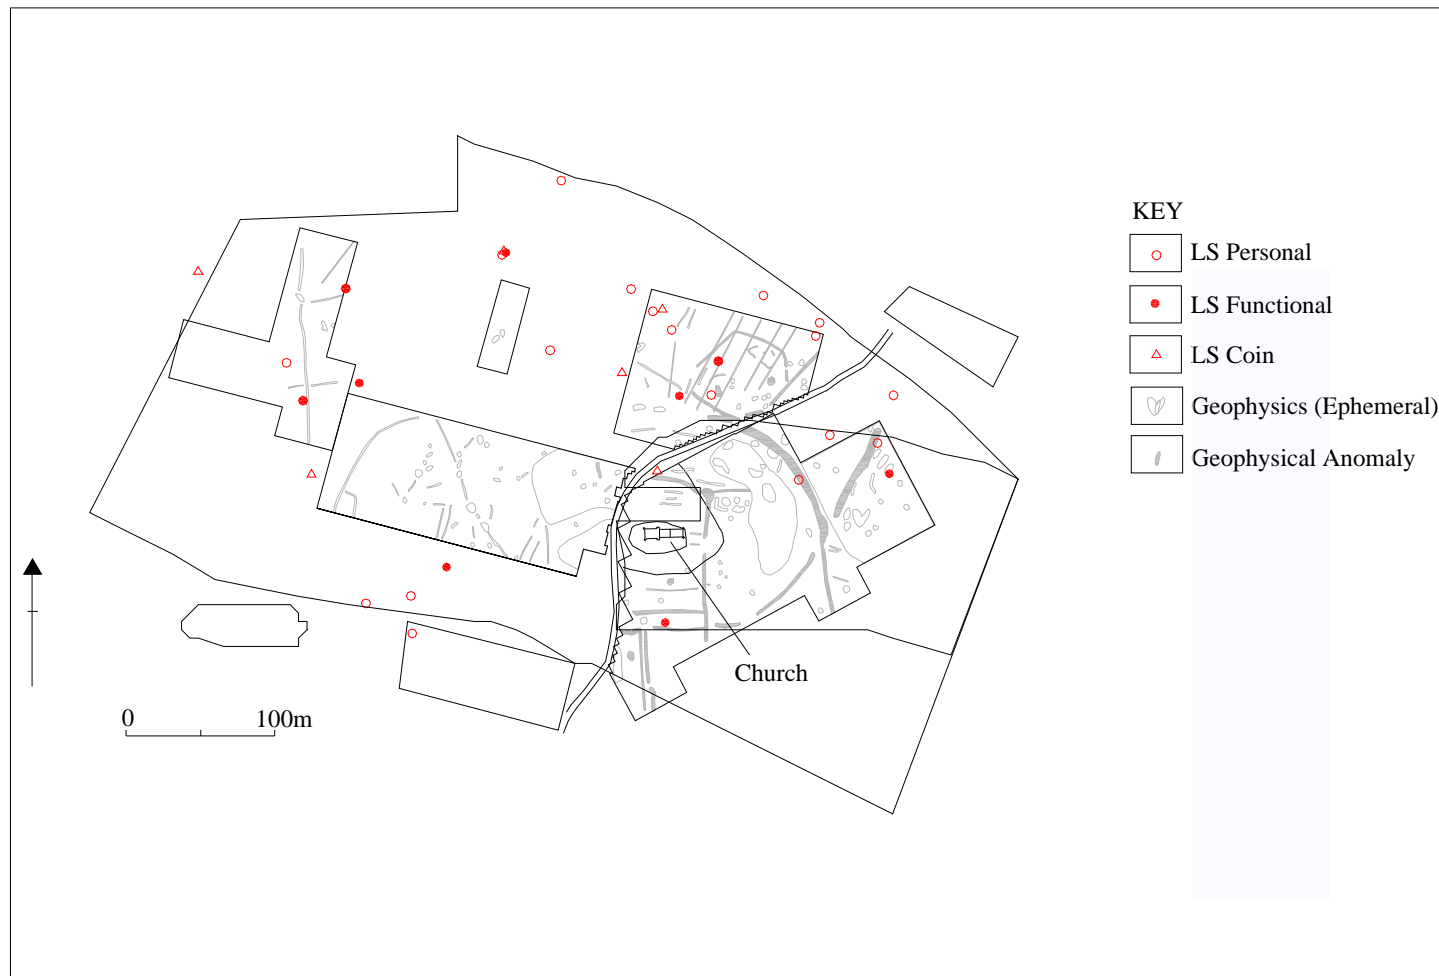 KEY
LS Personal
LS Functional
LS Coin
Geophysics (Ephemeral)
Geophysical Anomaly
Church
0 100m